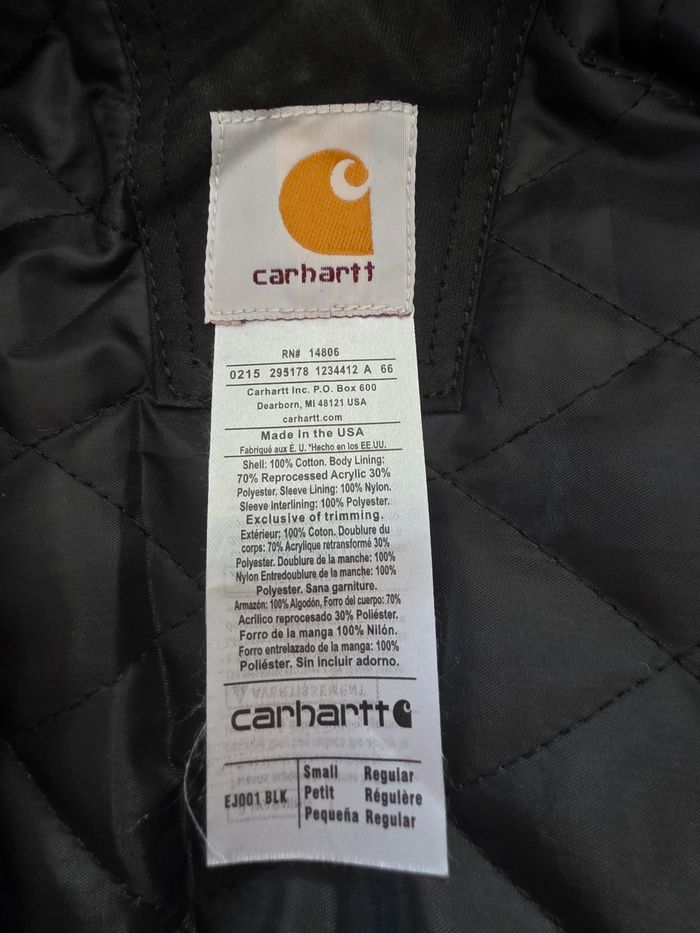 carhartt
RN# 14806
0215 295178 1234412 A 66
Carhartt Inc. P.O. Box 600
Dearborn, MI 48121 USA
carhartt.com
Made In the USA
Fabriqué aux É. U. *Hecho en los EE.UU.
Shell: 100% Cotton. Body Lining:
70% Reprocessed Acrylic 30%
Polyester. Sleeve Lining: 100% Nylon.
Sleeve Interlining: 100% Polyester.
Exclusive of trimming.
Extérieur: 100% Coton. Doublure du
corps: 70% Acrylique retransformé 30%
Polyester. Doublure de la manche: 100%
Nylon Entredoublure de la manche: 100%
Polyester. Sana garniture.
Armazón: 100% Algodón, Forro del cuerpo: 70%
Acrílico reprocesado 30% Poliéster.
Forro de la manga 100% Nilón.
Forro entrelazado de la manga: 100%
Poliéster. Sin incluir adorno.
carhartt
EJ001 BLK
Small Regular
Petit Régulère
Pequeña Regular